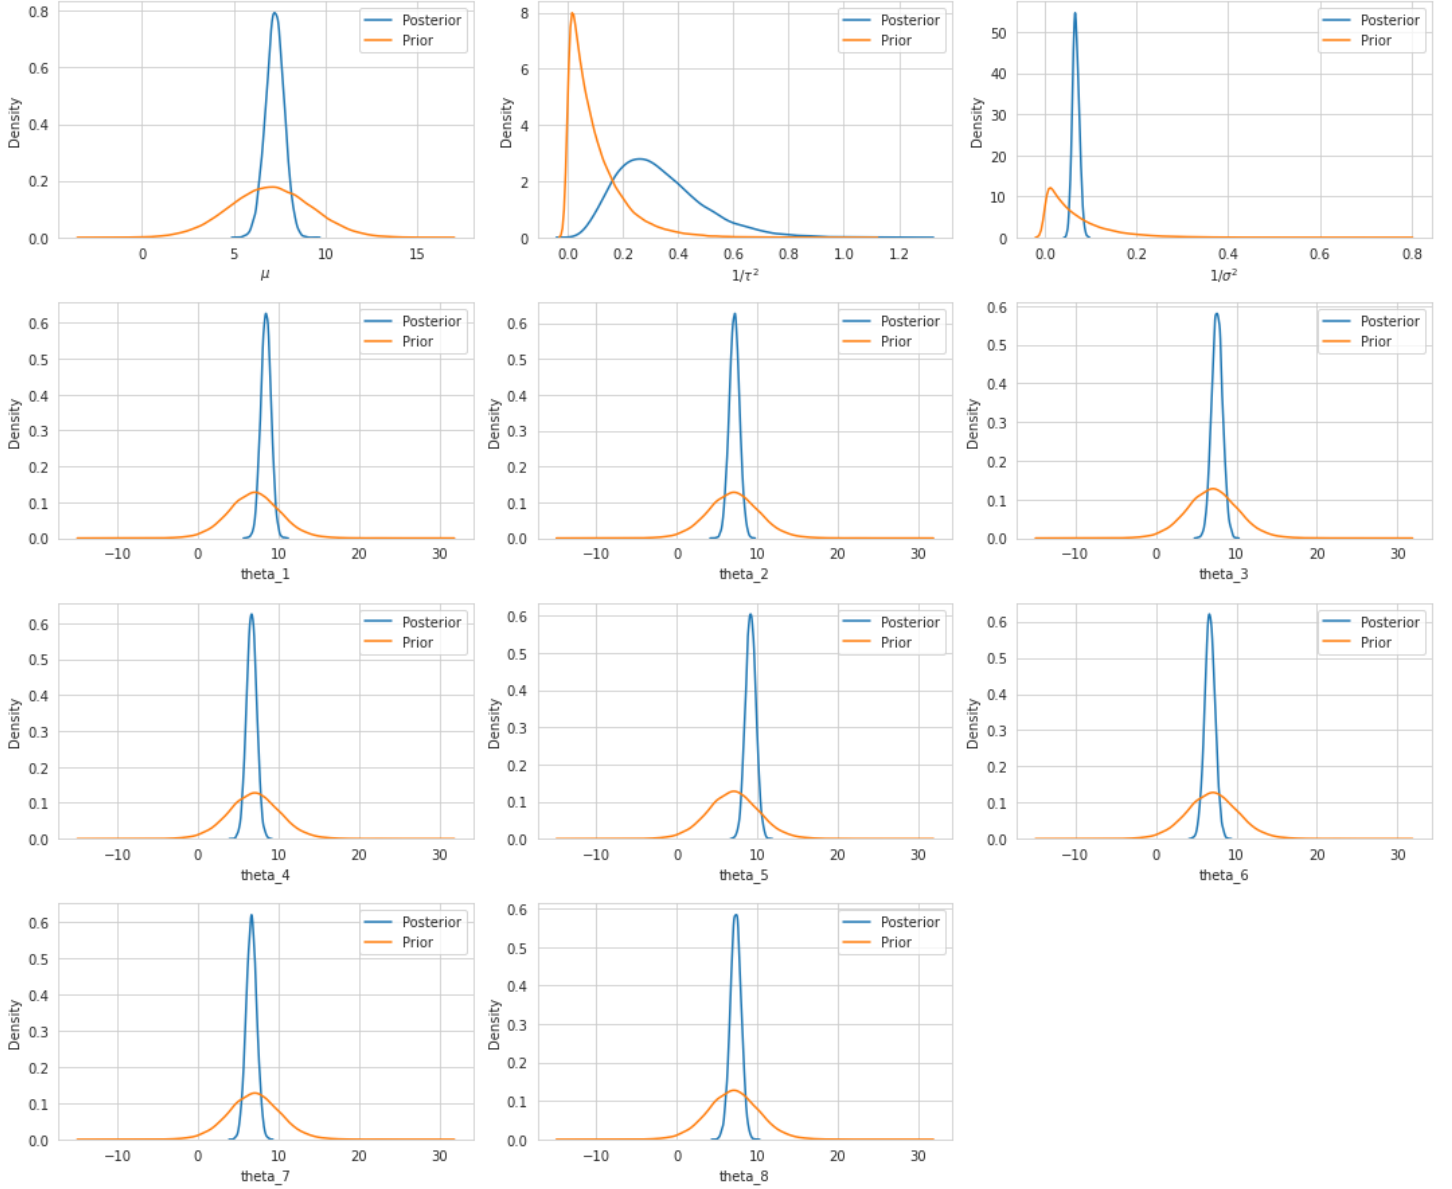 Density
0.8
0.6
0.4
0.2
0.0
0 5 10 15
μ
Posterior
Prior
Density
8
6
4
2
0
0.0 0.2 0.4 0.6 0.8 1.0 1.2
1/τ²
Posterior
Prior
Density
50
40
30
20
10
0
0.0 0.2 0.4 0.6 0.8
1/σ²
Posterior
Prior
Density
0.6
0.5
0.4
0.3
0.2
0.1
0.0
−10 0 10 20 30
theta_1
Posterior
Prior
Density
0.6
0.5
0.4
0.3
0.2
0.1
0.0
−10 0 10 20 30
theta_2
Posterior
Prior
Density
0.6
0.5
0.4
0.3
0.2
0.1
0.0
−10 0 10 20 30
theta_3
Posterior
Prior
Density
0.6
0.5
0.4
0.3
0.2
0.1
0.0
−10 0 10 20 30
theta_4
Posterior
Prior
Density
0.6
0.5
0.4
0.3
0.2
0.1
0.0
−10 0 10 20 30
theta_5
Posterior
Prior
Density
0.6
0.5
0.4
0.3
0.2
0.1
0.0
−10 0 10 20 30
theta_6
Posterior
Prior
Density
0.6
0.5
0.4
0.3
0.2
0.1
0.0
−10 0 10 20 30
theta_7
Posterior
Prior
Density
0.6
0.5
0.4
0.3
0.2
0.1
0.0
−10 0 10 20 30
theta_8
Posterior
Prior